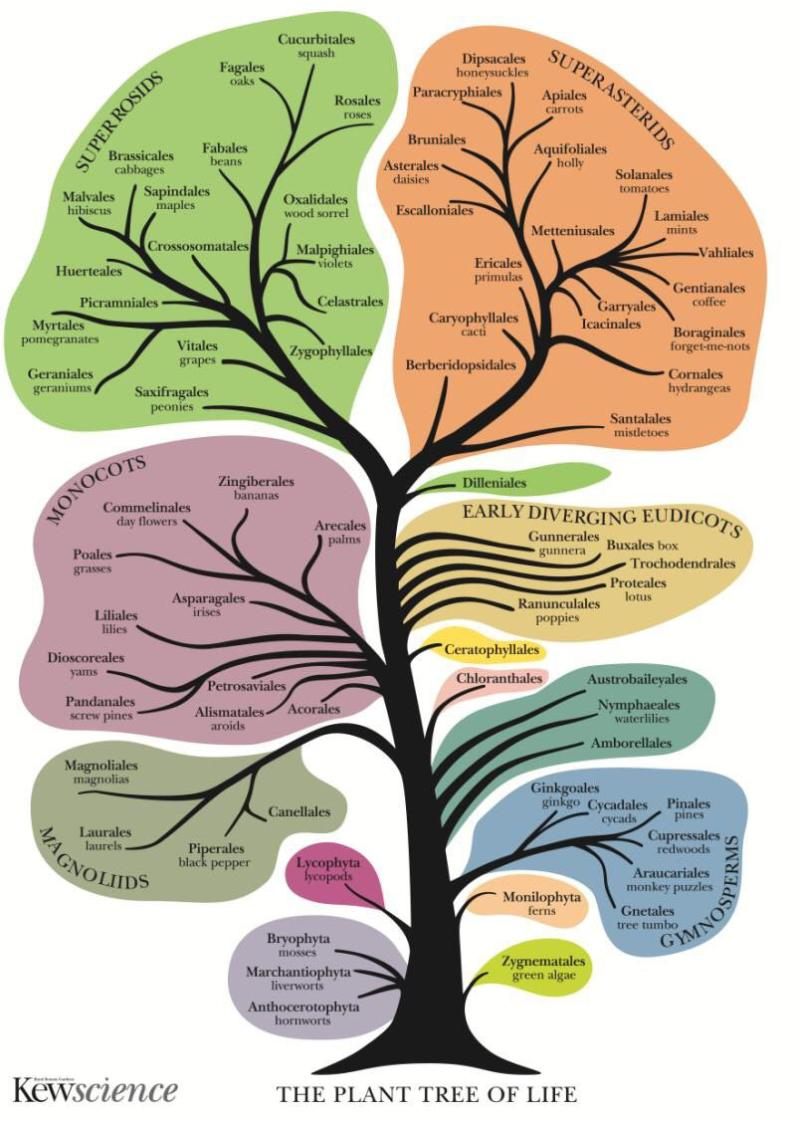 SUPERROSIDS
Cucurbitales
squash
Fagales
oaks
Rosales
roses
Fabales
beans
Brassicales
cabbages
Sapindales
maples
Malvales
hibiscus
Oxalidales
wood sorrel
Crossosomatales
Malpighiales
violets
Huerteales
Celastrales
Picramniales
Myrtales
pomegranates
Vitales
grapes
Zygophyllales
Geraniales
geraniums
Saxifragales
peonies
SUPERASTERIDS
Dipsacales
honeysuckles
Paracryphiales
Apiales
carrots
Bruniales
Aquifoliales
holly
Asterales
daisies
Solanales
tomatoes
Escalloniales
Lamiales
mints
Metteniusales
Vahliales
Ericales
primulas
Gentianales
coffee
Garryales
Icacinales
Caryophyllales
cacti
Boraginales
forget-me-nots
Berberidopsidales
Cornales
hydrangeas
Santalales
mistletoes
Dilleniales
MONOCOTS
Zingiberales
bananas
Commelinales
day flowers
Arecales
palms
Poales
grasses
Asparagales
irises
Liliales
lilies
Dioscoreales
yams
Petrosaviales
Pandanales
screw pines
Alismatales
aroids
Acorales
EARLY DIVERGING EUDICOTS
Gunnerales
gunnera
Buxales box
Trochodendrales
Proteales
lotus
Ranunculales
poppies
Ceratophyllales
Chloranthales
Austrobaileyales
Nymphaeales
waterlilies
Amborellales
MAGNOLIIDS
Magnoliales
magnolias
Canellales
Laurales
laurels
Piperales
black pepper
GYMNOSPERMS
Ginkgoales
ginkgo
Cycadales
cycads
Pinales
pines
Cupressales
redwoods
Araucariales
monkey puzzles
Gnetales
tree tumbo
Lycophyta
lycopods
Monilophyta
ferns
Bryophyta
mosses
Marchantiophyta
liverworts
Anthocerotophyta
hornworts
Zygnematales
green algae
Kewscience
THE PLANT TREE OF LIFE